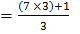 = (7 ×3)+1 / 3